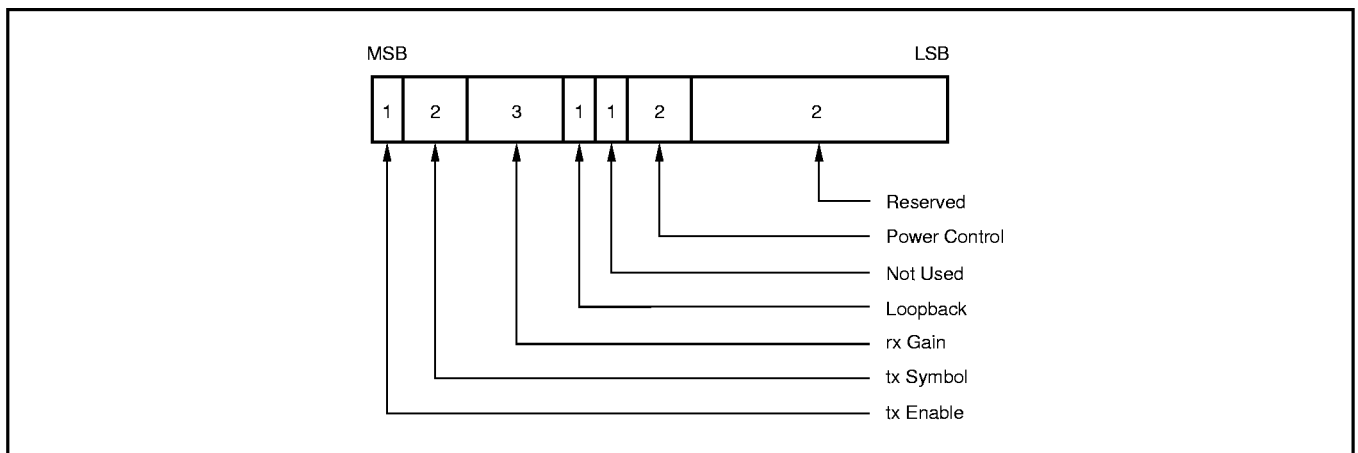 MSB LSB
1 2 3 1 1 2 2
Reserved
Power Control
Not Used
Loopback
rx Gain
tx Symbol
tx Enable